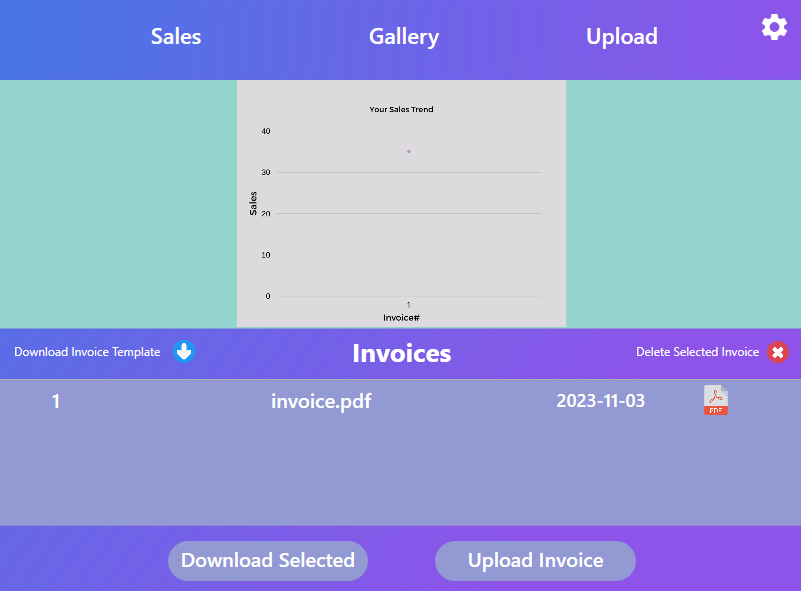 Sales Gallery Upload
Your Sales Trend
40
30
20
10
0
Sales
1
Invoice#
Download Invoice Template Invoices Delete Selected Invoice
1 invoice.pdf 2023-11-03 PDF
Download Selected Upload Invoice